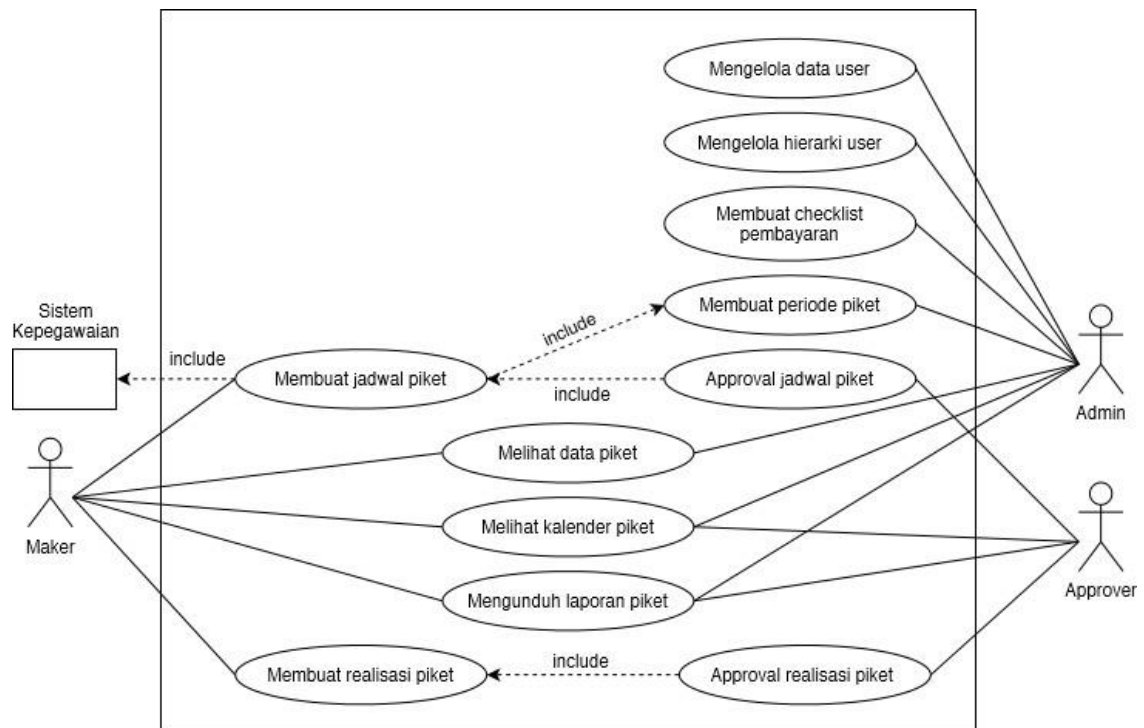 Mengelola data user
Mengelola hierarki user
Membuat checklist
pembayaran
Sistem
Kepegawaian
include
Membuat periode piket
include
Membuat jadwal piket
include
Approval jadwal piket
Admin
Melihat data piket
Maker
Melihat kalender piket
Mengunduh laporan piket
Approver
Membuat realisasi piket
include
Approval realisasi piket